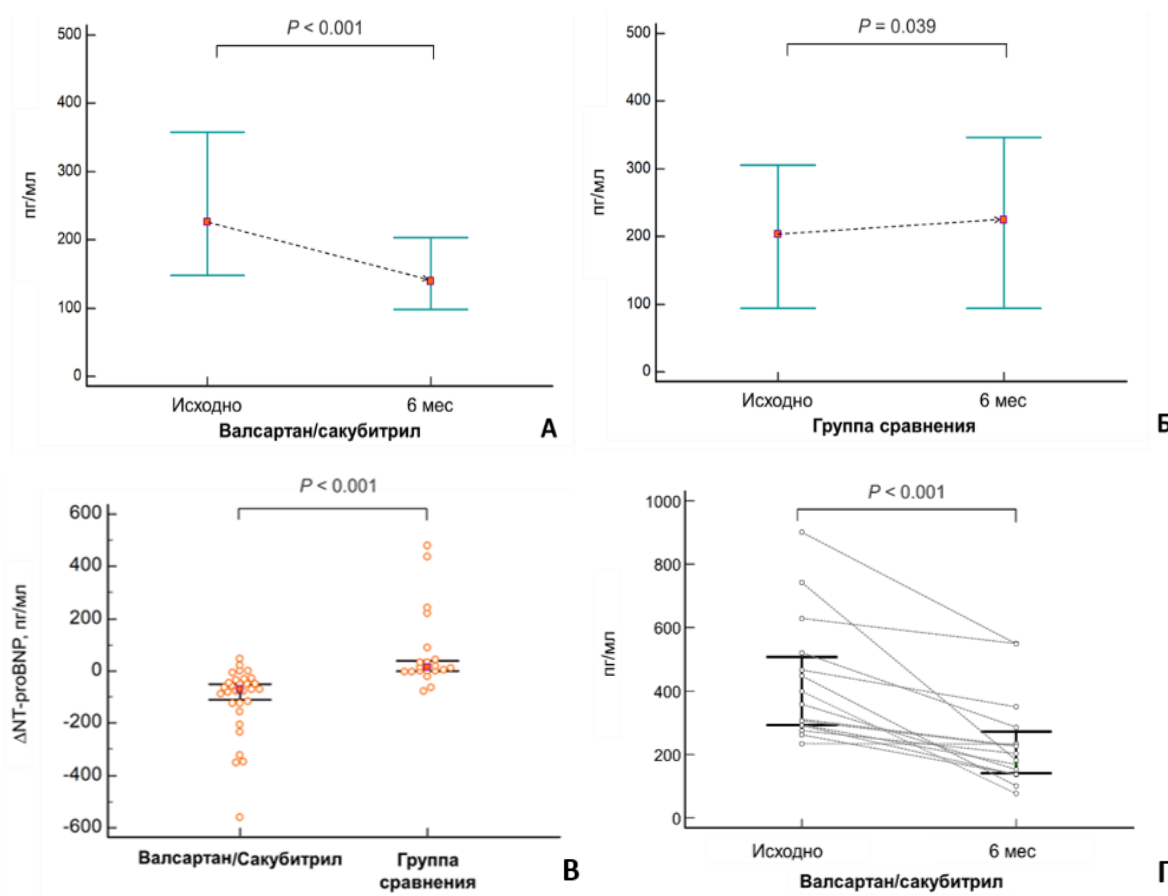 P < 0.001
500
400
300
200
100
0
пг/мл
Исходно
6 мес
Валсартан/сакубитрил
А
P = 0.039
500
400
300
200
100
0
пг/мл
Исходно
6 мес
Группа сравнения
Б
P < 0.001
600
400
200
0
-200
-400
-600
ΔNT-proBNP, пг/мл
Валсартан/Сакубитрил
Группа
сравнения
В
P < 0.001
1000
800
600
400
200
0
пг/мл
Исходно
6 мес
Валсартан/сакубитрил
Г